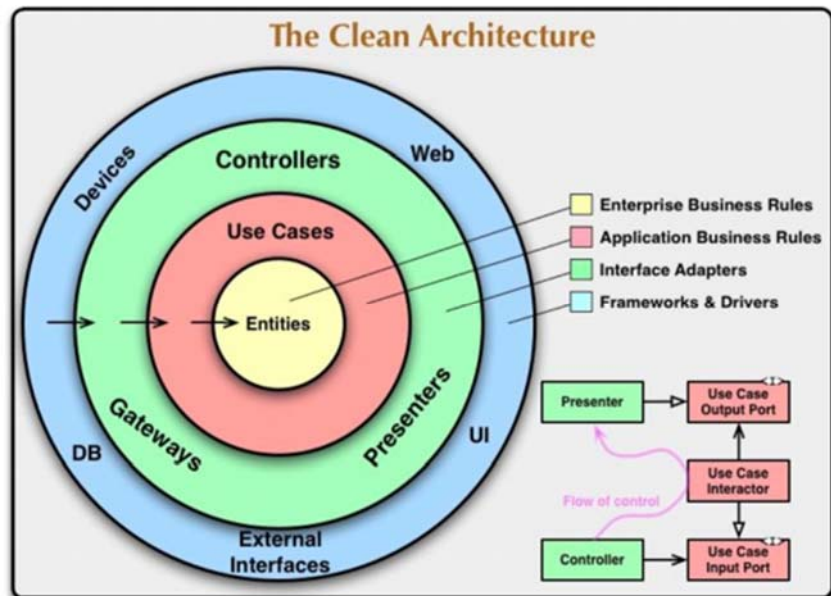 The Clean Architecture
Devices
Controllers
Web
Use Cases
Entities
Gateways
Presenters
DB
UI
External
Interfaces
Enterprise Business Rules
Application Business Rules
Interface Adapters
Frameworks & Drivers
Presenter
Use Case
Output Port
Use Case
Interactor
Flow of control
Controller
Use Case
Input Port